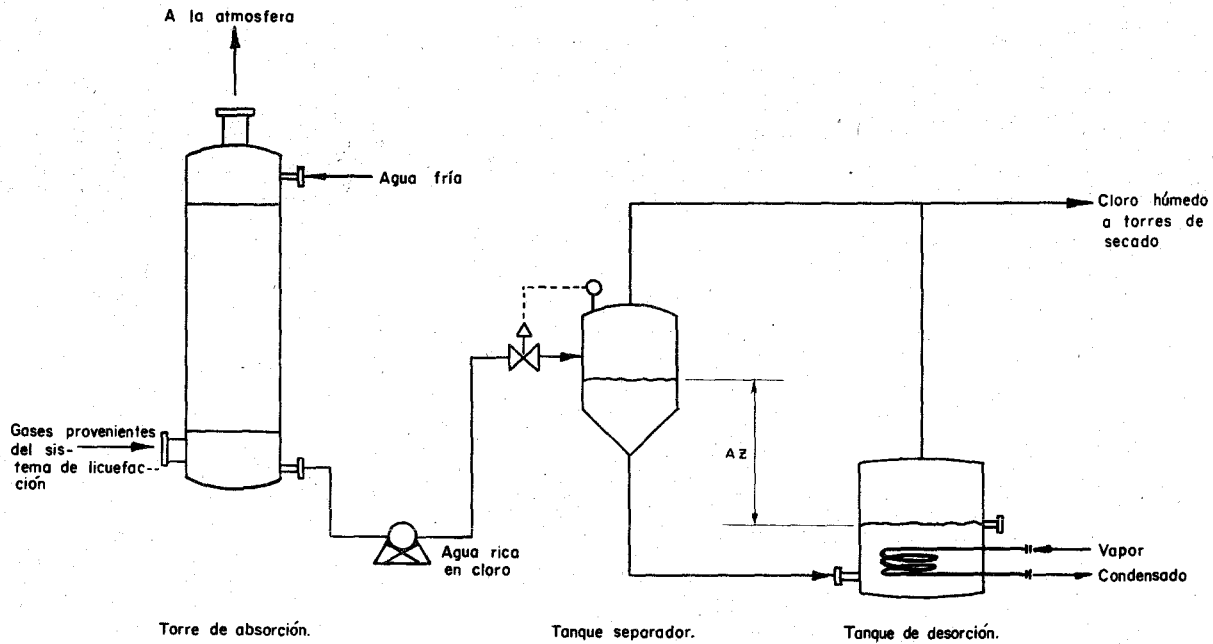 A la atmosfera
Agua fría
Cloro húmedo
a torres de
secado
Gases provenientes
del sis-
tema de licuefac--
ción
ΔZ
Agua rica
en cloro
Vapor
Condensado
Torre de absorción.
Tanque separador.
Tanque de desorción.